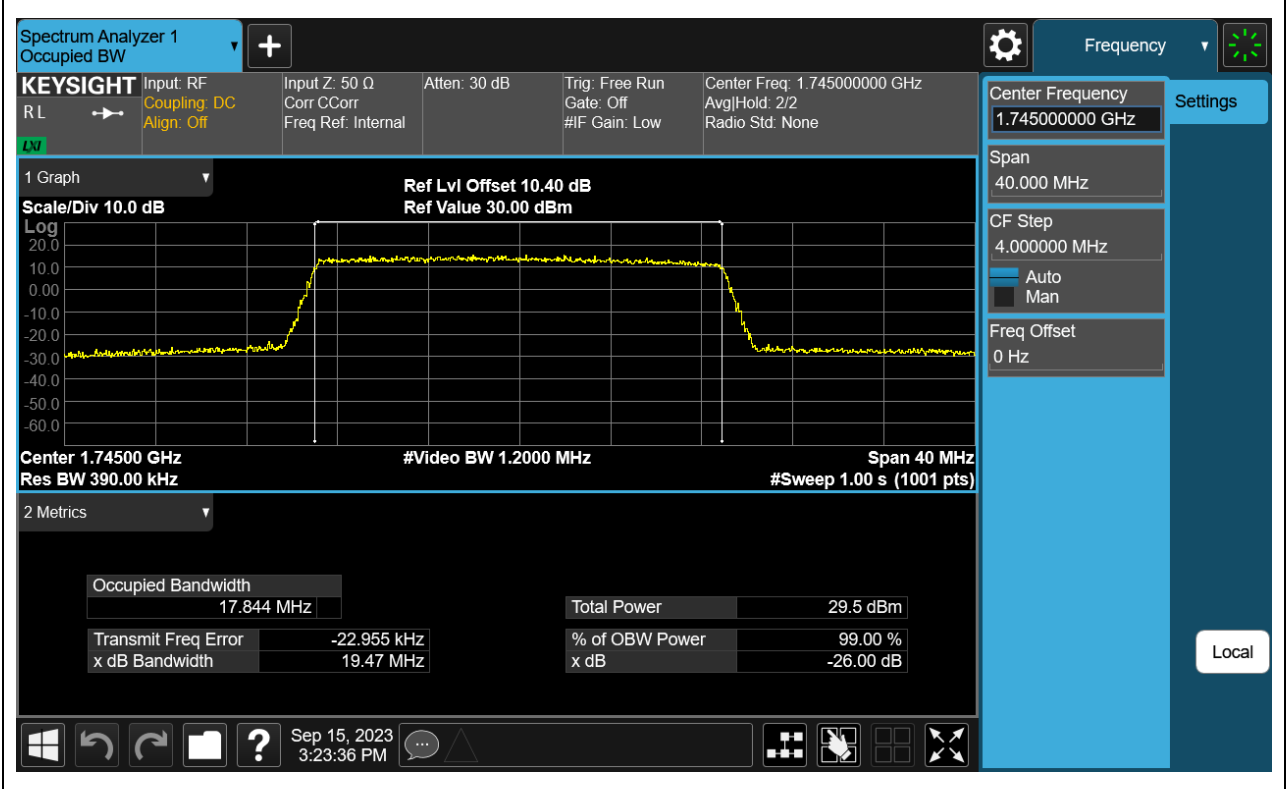 Spectrum Analyzer 1
Occupied BW
+
Frequency
KEYSIGHT
R L
LXI
Input: RF
Coupling: DC
Align: Off
Input Z: 50 Ω
Corr CCorr
Freq Ref: Internal
Atten: 30 dB
Trig: Free Run
Gate: Off
#IF Gain: Low
Center Freq: 1.745000000 GHz
Avg|Hold: 2/2
Radio Std: None
Center Frequency
1.745000000 GHz
Settings
Span
40.000 MHz
CF Step
4.000000 MHz
Auto
Man
Freq Offset
0 Hz
Local
1 Graph
Ref Lvl Offset 10.40 dB
Scale/Div 10.0 dB
Ref Value 30.00 dBm
Log
20.0
10.0
0.00
-10.0
-20.0
-30.0
-40.0
-50.0
-60.0
Center 1.74500 GHz
#Video BW 1.2000 MHz
Span 40 MHz
Res BW 390.00 kHz
#Sweep 1.00 s (1001 pts)
2 Metrics
Occupied Bandwidth
17.844 MHz
Total Power 29.5 dBm
Transmit Freq Error -22.955 kHz
% of OBW Power 99.00 %
x dB Bandwidth 19.47 MHz
x dB -26.00 dB
?
Sep 15, 2023
3:23:36 PM